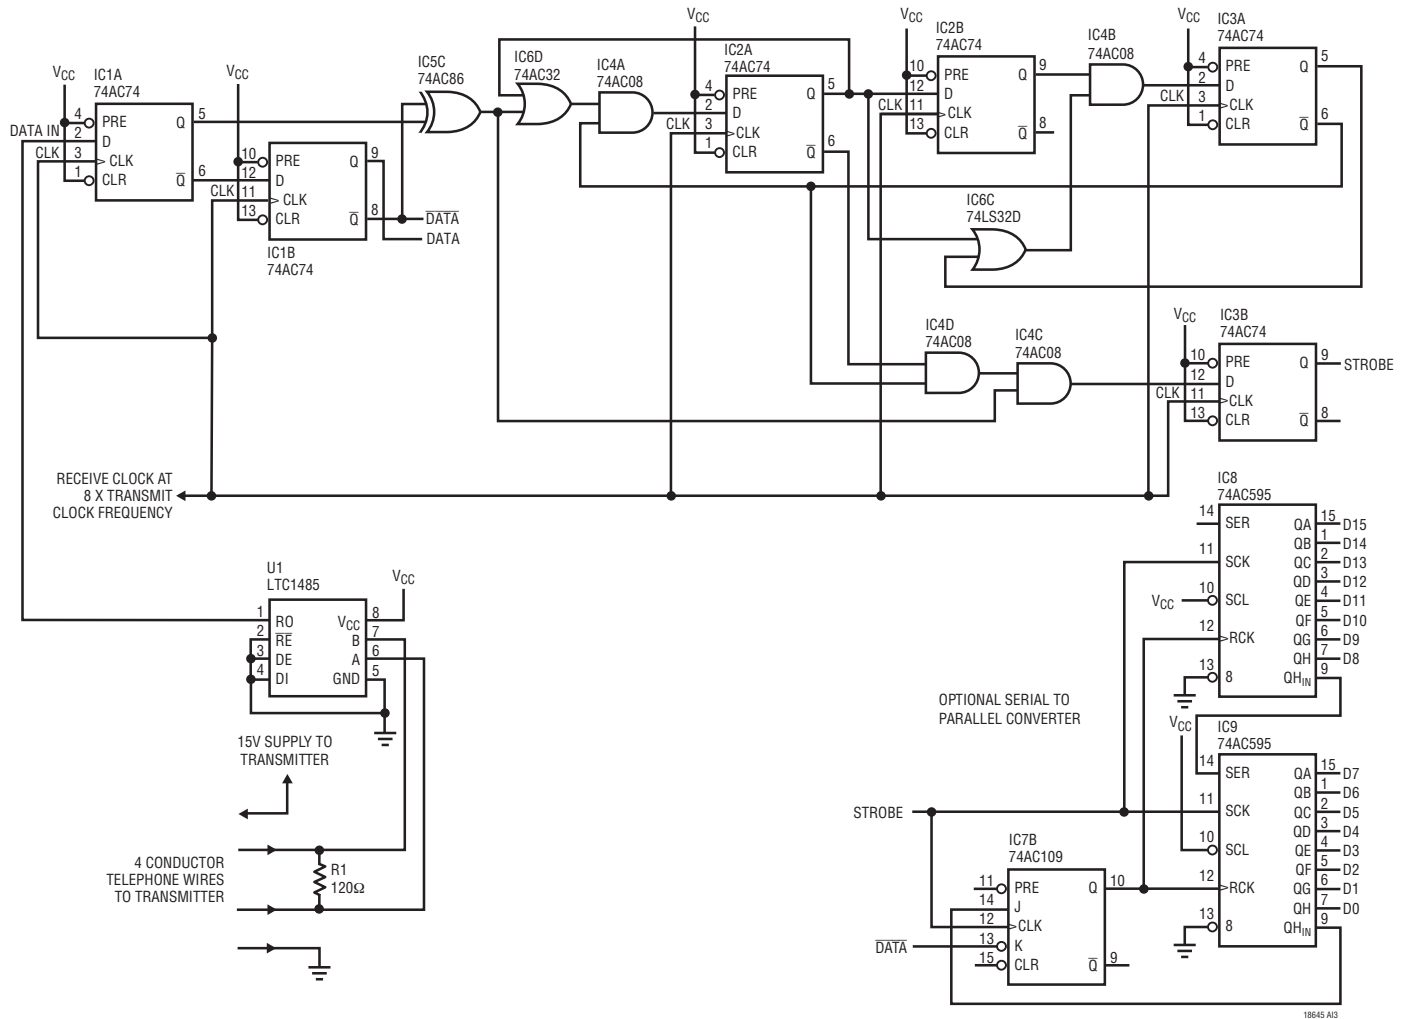 VCC
IC1A
74AC74
4
PRE
Q
5
DATA IN
2
D
CLK
3
CLK
1
CLR
Q
6
VCC
10
PRE
Q
9
12
D
CLK
11
CLK
13
CLR
Q
8
IC1B
74AC74
DATA
DATA
IC5C
74AC86
IC6D
74AC32
IC4A
74AC08
VCC
IC2A
74AC74
4
PRE
Q
5
2
D
CLK
3
CLK
1
CLR
Q
6
VCC
IC2B
74AC74
10
PRE
Q
9
12
D
CLK
11
CLK
13
CLR
Q
8
IC4B
74AC08
VCC
IC3A
74AC74
4
PRE
Q
5
2
D
CLK
3
CLK
1
CLR
Q
6
IC6C
74LS32D
IC4D
74AC08
IC4C
74AC08
VCC
IC3B
74AC74
10
PRE
Q
9
STROBE
12
D
CLK
11
CLK
13
CLR
Q
8
RECEIVE CLOCK AT
8 X TRANSMIT
CLOCK FREQUENCY
U1
LTC1485
VCC
1
RO
VCC
8
2
RE
B
7
3
DE
A
6
4
DI
GND
5
15V SUPPLY TO
TRANSMITTER
4 CONDUCTOR
TELEPHONE WIRES
TO TRANSMITTER
R1
120Ω
IC8
74AC595
14
SER
QA
15
D15
QB
1
D14
11
SCK
QC
2
D13
QD
3
D12
VCC
10
SCL
QE
4
D11
QF
5
D10
12
RCK
QG
6
D9
QH
7
D8
13
8
QHIN
9
OPTIONAL SERIAL TO
PARALLEL CONVERTER
VCC
IC9
74AC595
14
SER
QA
15
D7
QB
1
D6
STROBE
11
SCK
QC
2
D5
QD
3
D4
10
SCL
QE
4
D3
QF
5
D2
12
RCK
QG
6
D1
QH
7
D0
13
8
QHIN
9
IC7B
74AC109
11
PRE
Q
10
14
J
12
CLK
DATA
13
K
15
CLR
Q
9
18645 AI3